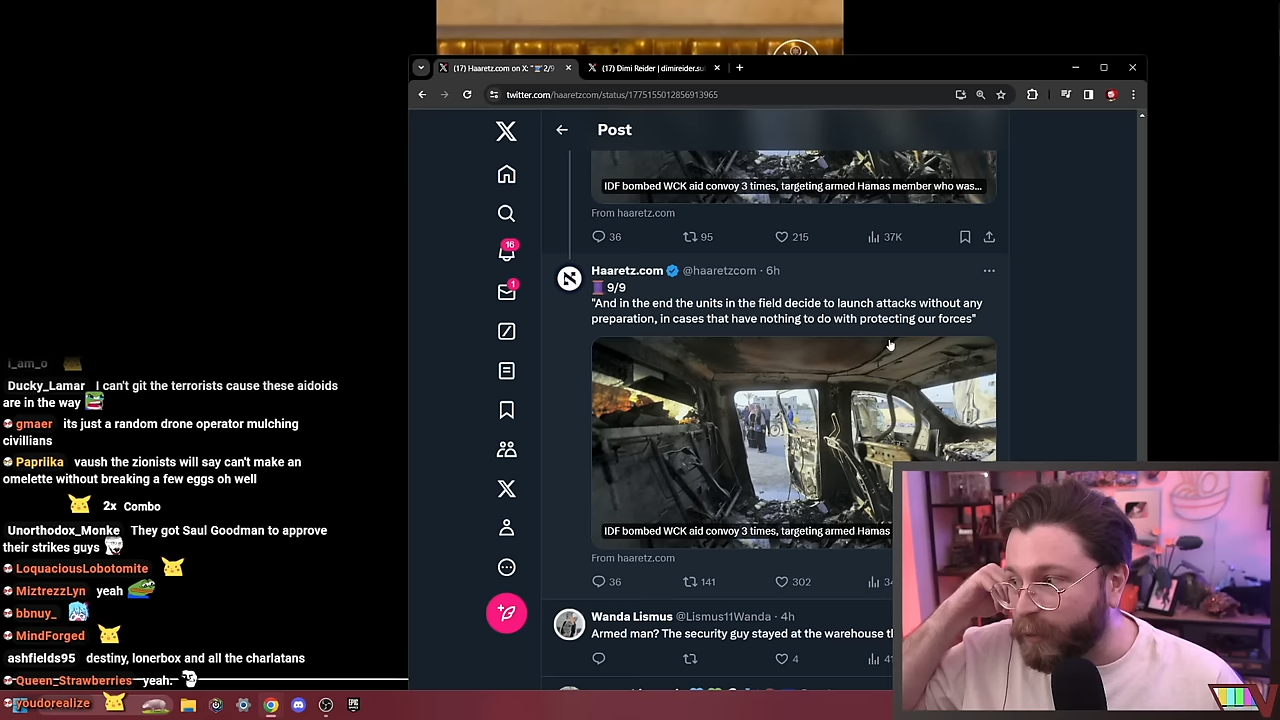 (17) Haaretz.com on X: "🧵2/9
(17) Dimi Reider | dimireider.su
twitter.com/haaretzcom/status/1775155012856913965
Post
IDF bombed WCK aid convoy 3 times, targeting armed Hamas member who was...
From haaretz.com
36
95
215
37K
16
1
Haaretz.com @haaretzcom · 6h
🧵 9/9
"And in the end the units in the field decide to launch attacks without any
preparation, in cases that have nothing to do with protecting our forces"
IDF bombed WCK aid convoy 3 times, targeting armed Hamas
From haaretz.com
36
141
302
Wanda Lismus @Lismus11Wanda · 4h
Armed man? The security guy stayed at the warehouse
4
i_am_o
Ducky_Lamar I can't git the terrorists cause these aidoids
are in the way
gmaer its just a random drone operator mulching
civillians
Papriika vaush the zionists will say can't make an
omelette without breaking a few eggs oh well
2x Combo
Unorthodox_Monke They got Saul Goodman to approve
their strikes guys
LoquaciousLobotomite
MiztrezzLyn yeah
bbnuy_
MindForged
ashfields95 destiny, lonerbox and all the charlatans
Queen_Strawberries yeah.
youdorealize